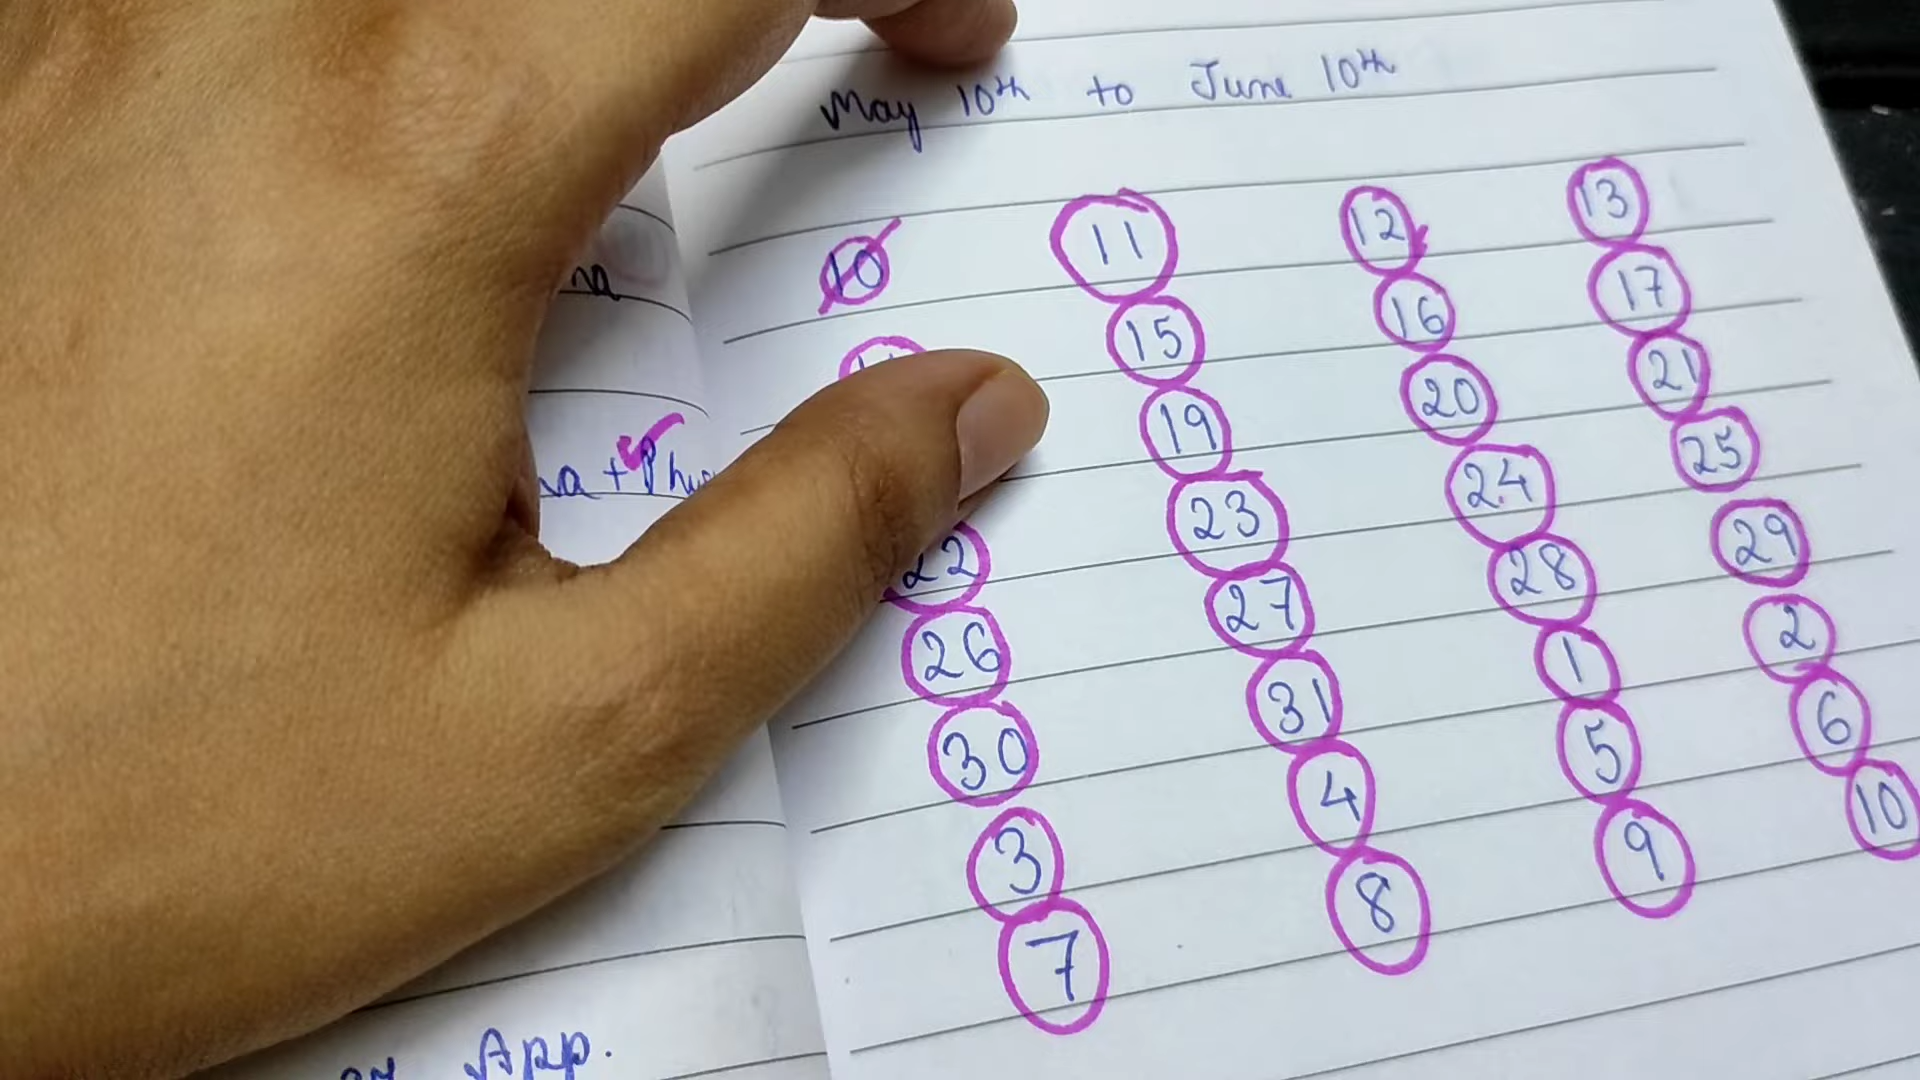 May 10th to June 10th
10 11 12 13
15 16 17
19 20 21
22 23 24 25
26 27 28 29
30 31 1 2
3 4 5 6
7 8 9 10
App.